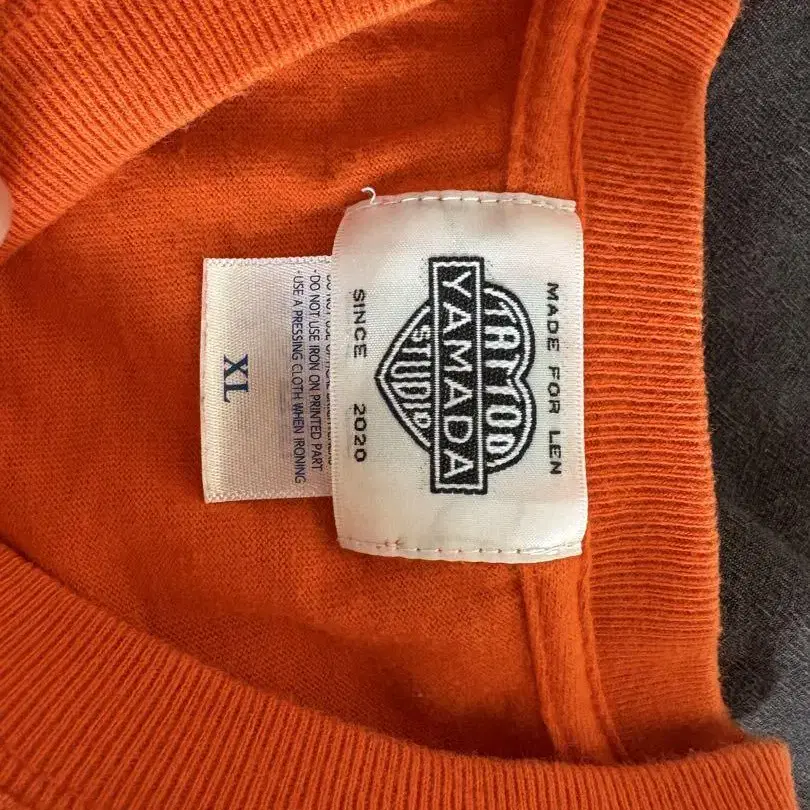 MADE FOR LEN
TATTOO
YAMADA
STUDIO
SINCE 2020
· DO NOT USE IRON ON PRINTED PART
· USE A PRESSING CLOTH WHEN IRONING
XL